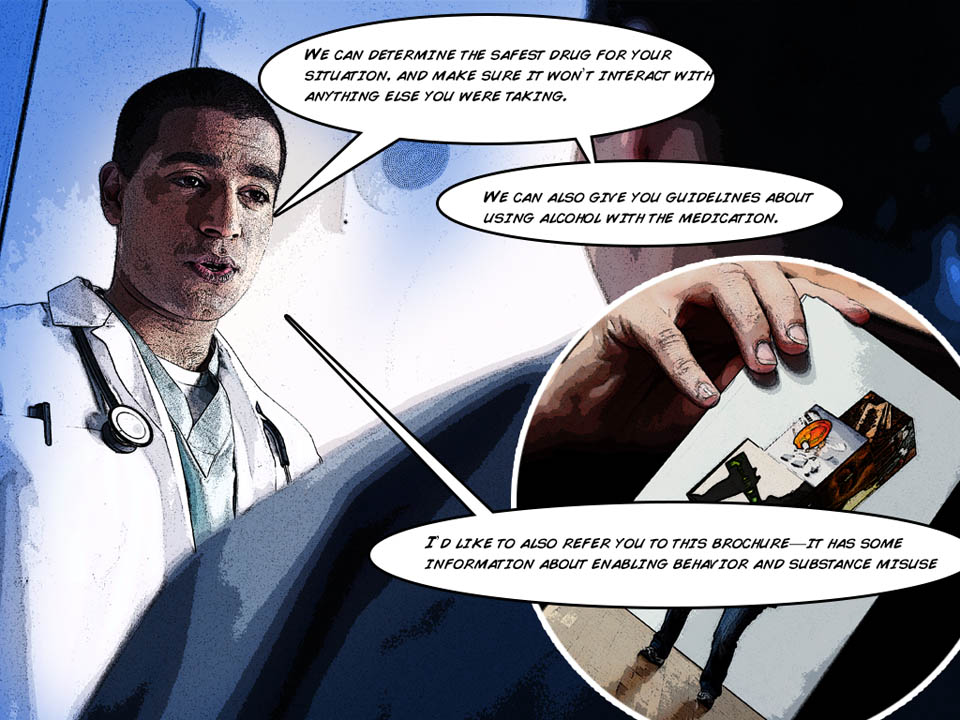 We can determine the safest drug for your
situation, and make sure it won't interact with
anything else you were taking.
We can also give you guidelines about
using alcohol with the medication.
I'd like to also refer you to this brochure—it has some
information about enabling behavior and substance misuse